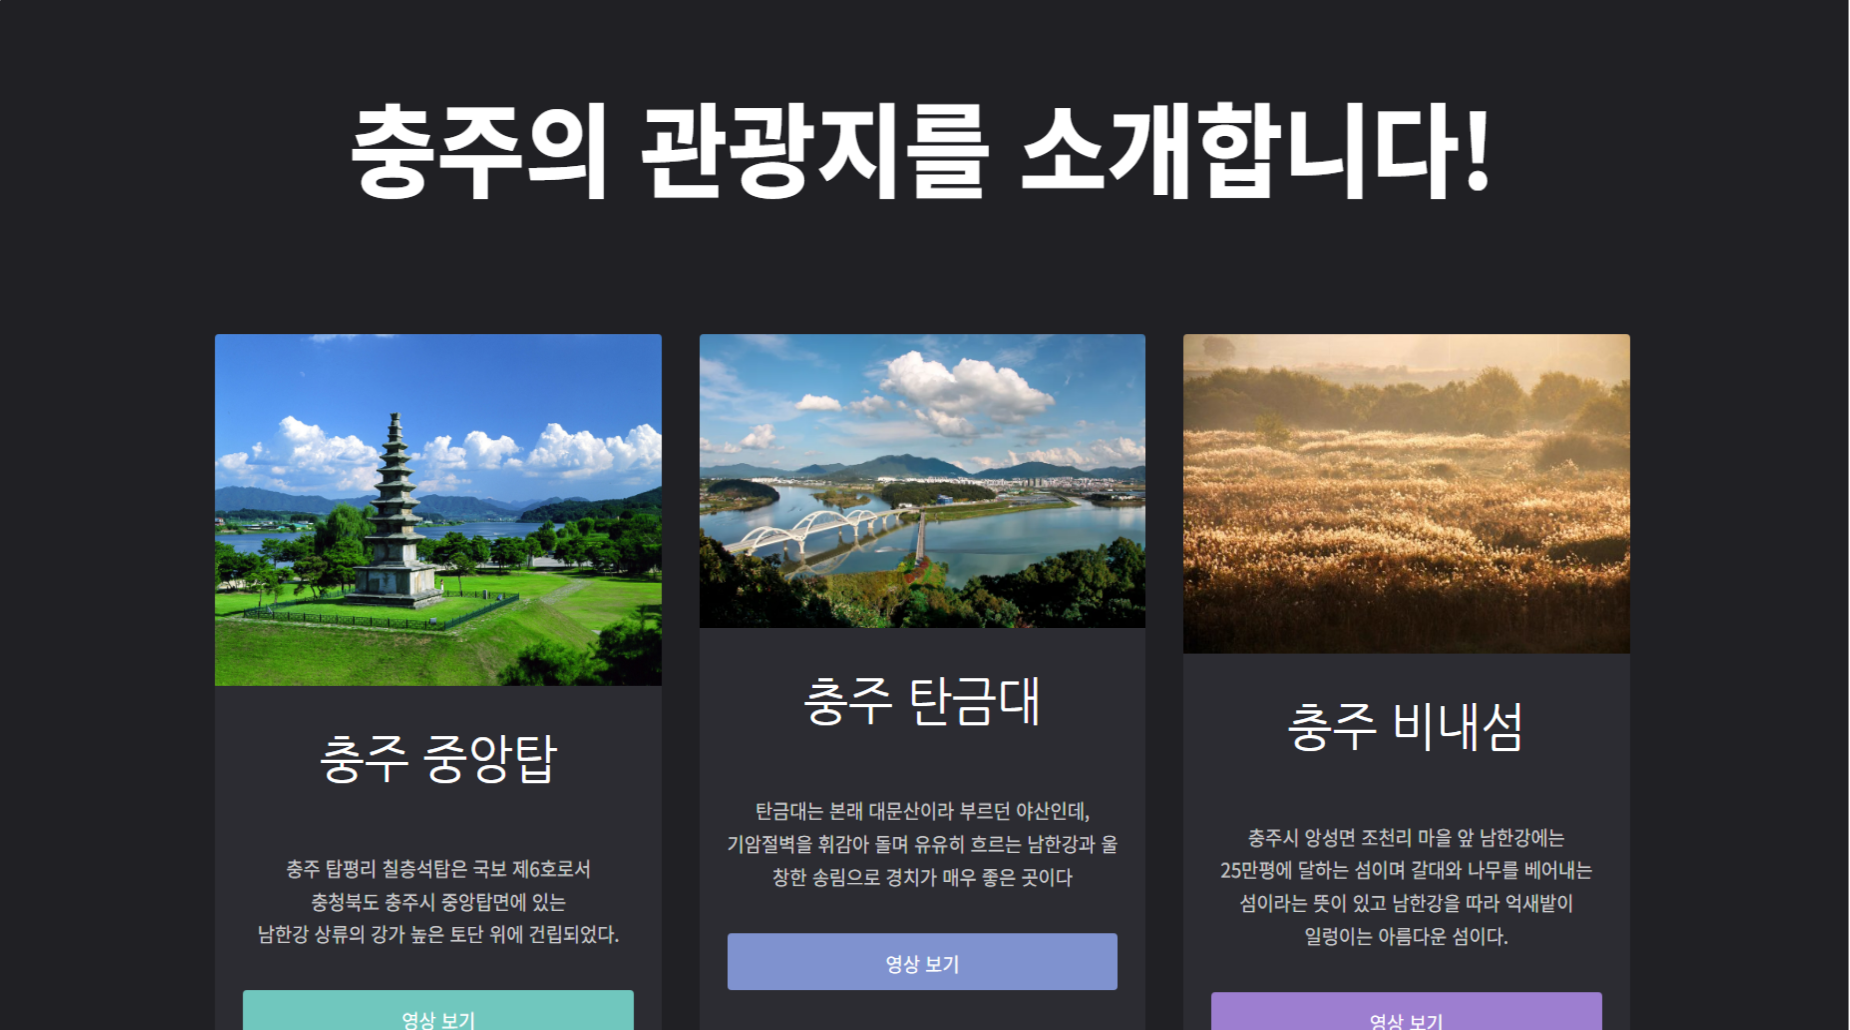 충주의 관광지를 소개합니다!
충주 중앙탑
충주 탑평리 칠층석탑은 국보 제6호로서
충청북도 충주시 중앙탑면에 있는
남한강 상류의 강가 높은 토단 위에 건립되었다.
영상 보기
충주 탄금대
탄금대는 본래 대문산이라 부르던 야산인데,
기암절벽을 휘감아 돌며 유유히 흐르는 남한강과 울
창한 송림으로 경치가 매우 좋은 곳이다
영상 보기
충주 비내섬
충주시 앙성면 조천리 마을 앞 남한강에는
25만평에 달하는 섬이며 갈대와 나무를 베어내는
섬이라는 뜻이 있고 남한강을 따라 억새밭이
일렁이는 아름다운 섬이다.
영상 보기